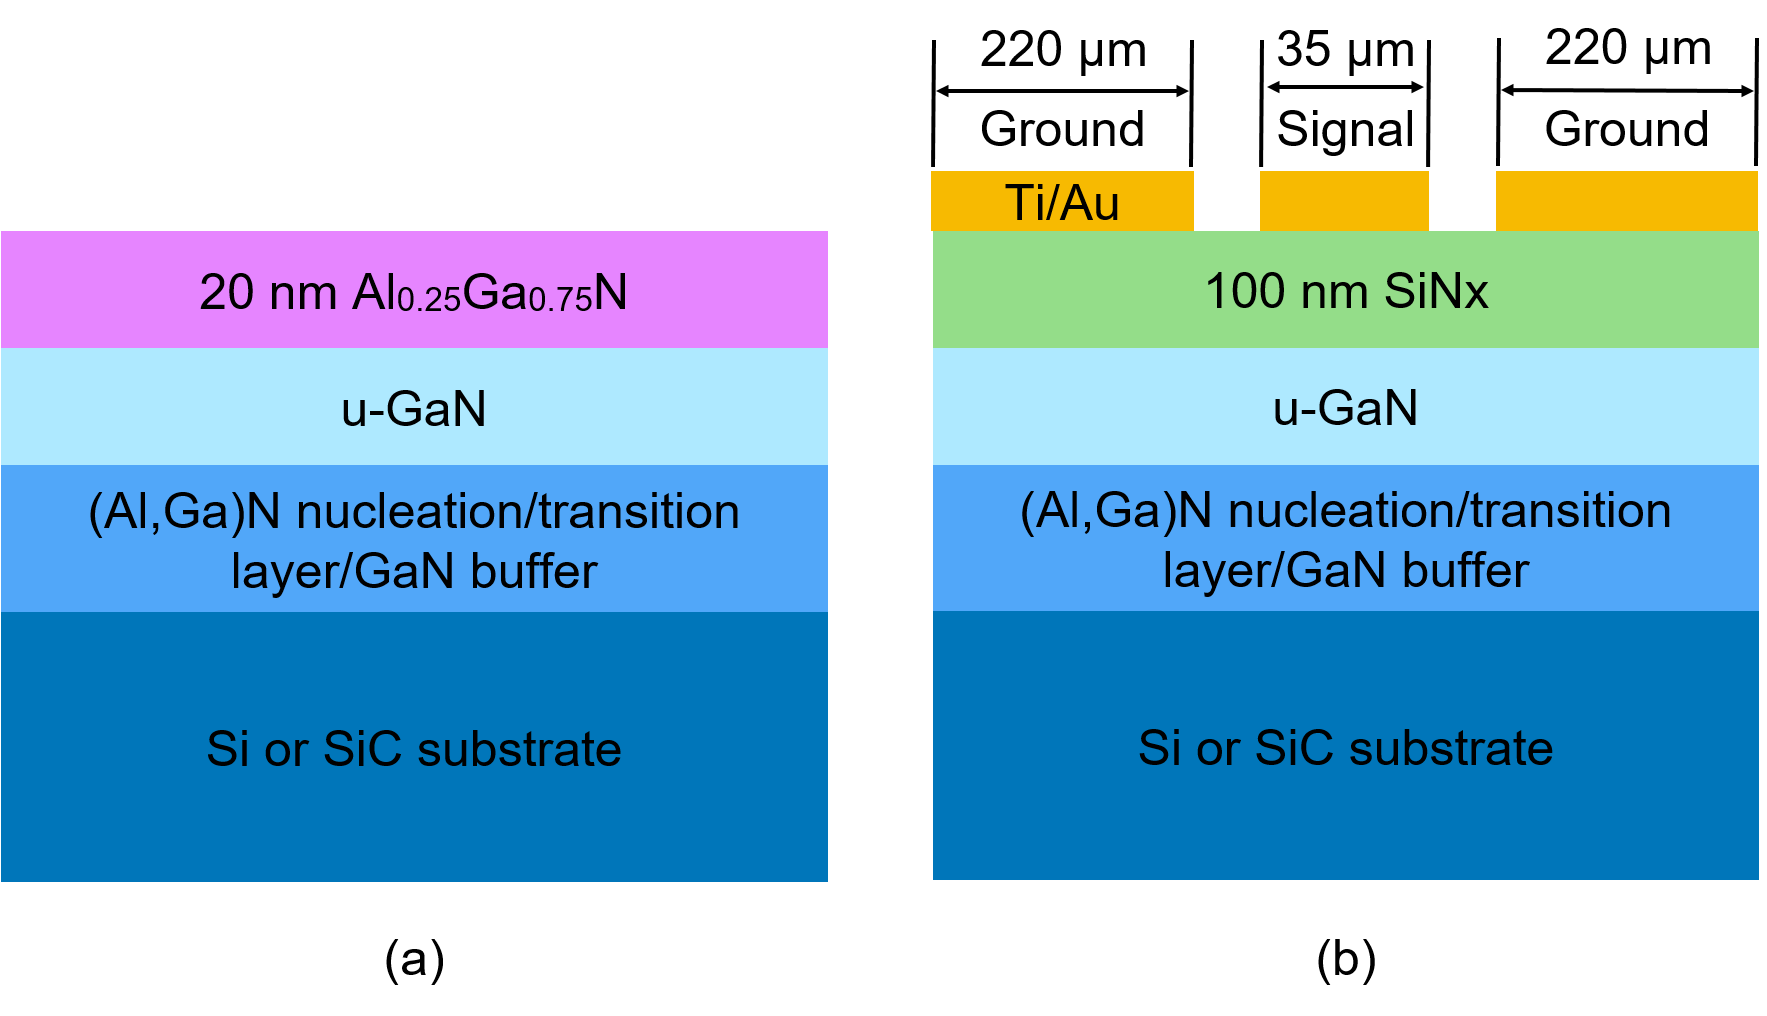 20 nm Al0.25Ga0.75N
u-GaN
(Al,Ga)N nucleation/transition
layer/GaN buffer
Si or SiC substrate
(a)
220 μm
35 μm
220 μm
Ground
Signal
Ground
Ti/Au
100 nm SiNx
u-GaN
(Al,Ga)N nucleation/transition
layer/GaN buffer
Si or SiC substrate
(b)